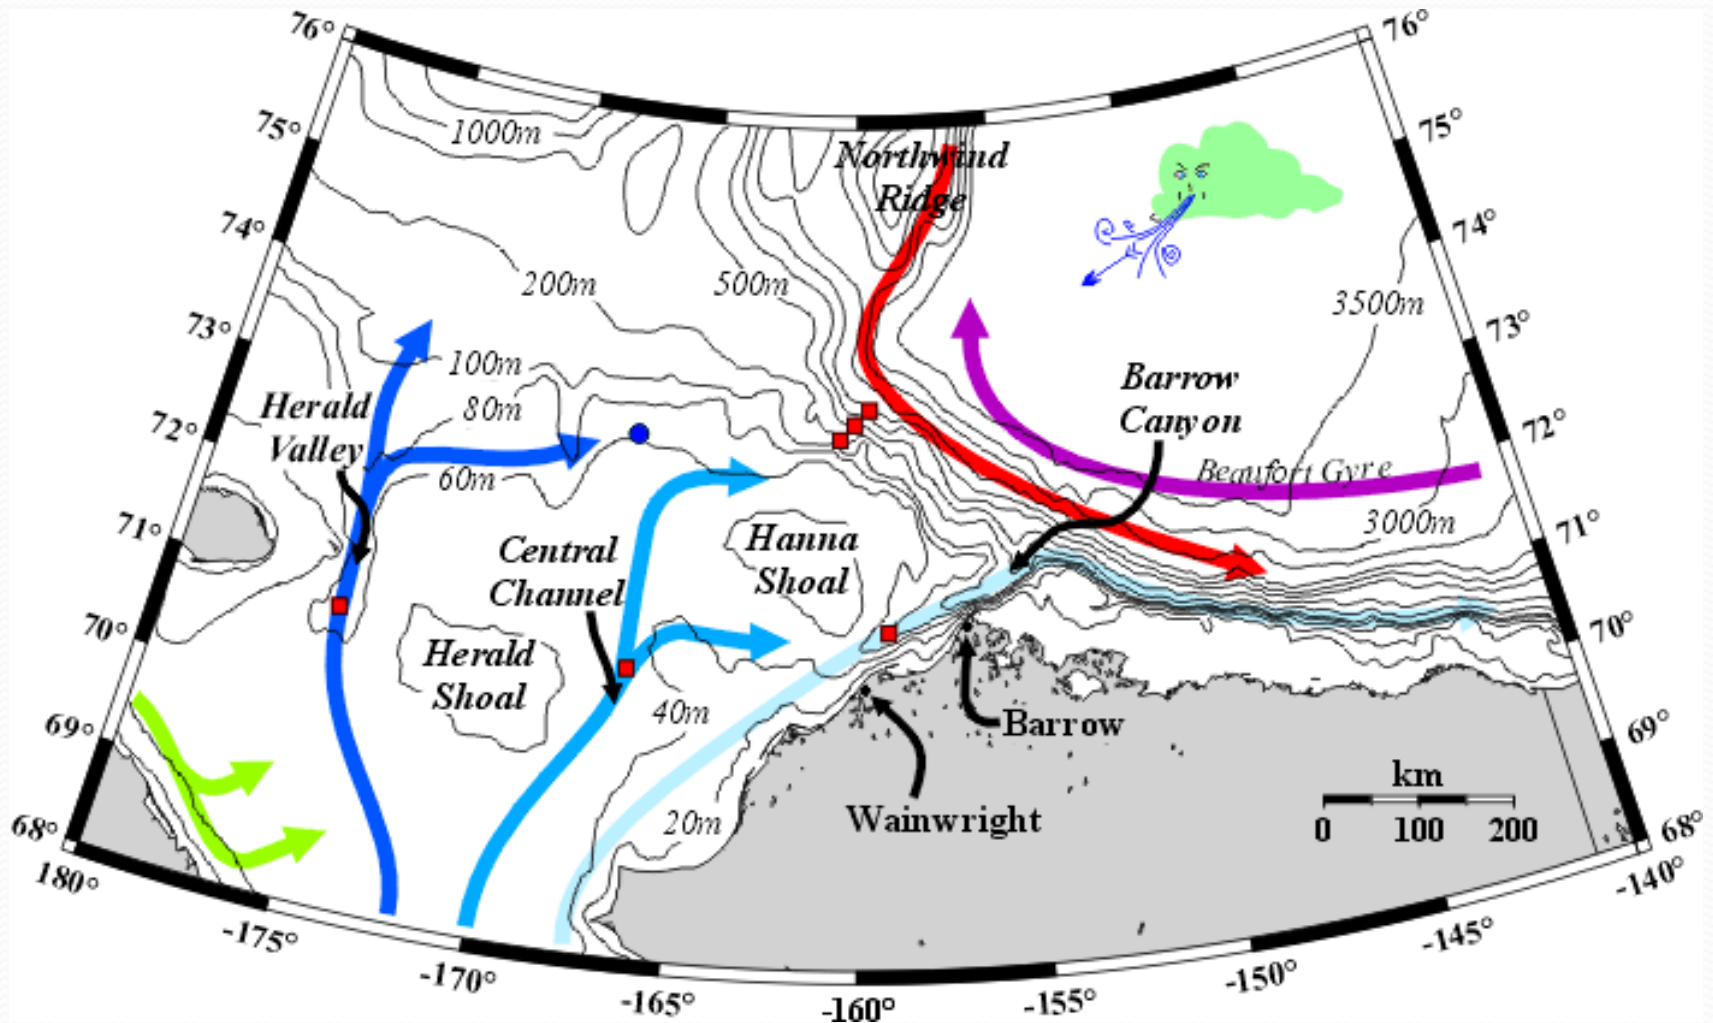 76°
76°
75°
75°
1000m
Northwind
Ridge
74°
74°
200m
500m
3500m
73°
73°
100m
Barrow
Canyon
Herald
Valley
80m
72°
72°
60m
Beaufort Gyre
3000m
71°
71°
Central
Channel
Hanna
Shoal
70°
70°
Herald
Shoal
40m
Barrow
69°
69°
km
0 100 200
20m
Wainwright
68°
68°
180°
-175°
-170°
-165°
-160°
-155°
-150°
-145°
-140°